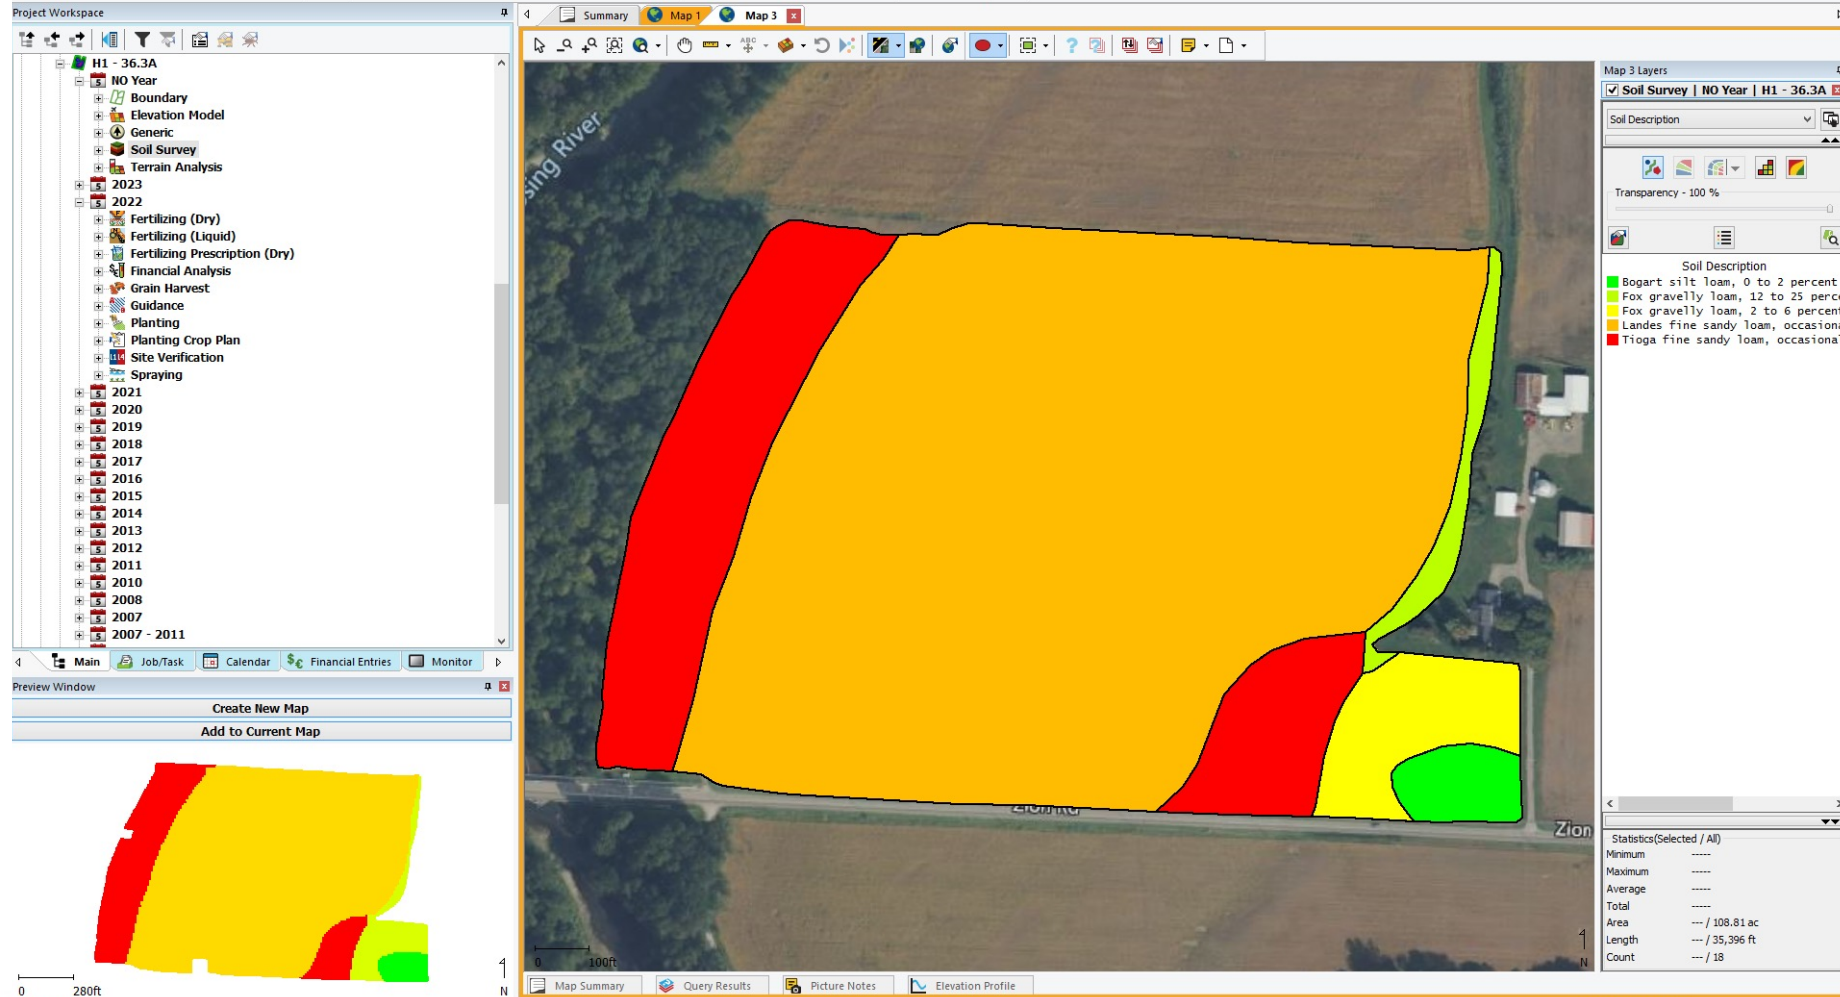 Project Workspace
H1 - 36.3A
NO Year
Boundary
Elevation Model
Generic
Soil Survey
Terrain Analysis
2023
2022
Fertilizing (Dry)
Fertilizing (Liquid)
Fertilizing Prescription (Dry)
Financial Analysis
Grain Harvest
Guidance
Planting
Planting Crop Plan
Site Verification
Spraying
2021
2020
2019
2018
2017
2016
2015
2014
2013
2012
2011
2010
2008
2007
2007 - 2011
Main Job/Task Calendar Financial Entries Monitor
Preview Window
Create New Map
Add to Current Map
0 280ft
N
Summary Map 1 Map 3
ABC
sing River
Zion Rd
Zion
0 100ft
N
Map Summary Query Results Picture Notes Elevation Profile
Map 3 Layers
Soil Survey | NO Year | H1 - 36.3A
Soil Description
Transparency - 100 %
Soil Description
Bogart silt loam, 0 to 2 percent
Fox gravelly loam, 12 to 25 perce
Fox gravelly loam, 2 to 6 percent
Landes fine sandy loam, occasiona
Tioga fine sandy loam, occasional
Statistics(Selected / All)
Minimum -----
Maximum -----
Average -----
Total -----
Area --- / 108.81 ac
Length --- / 35,396 ft
Count --- / 18